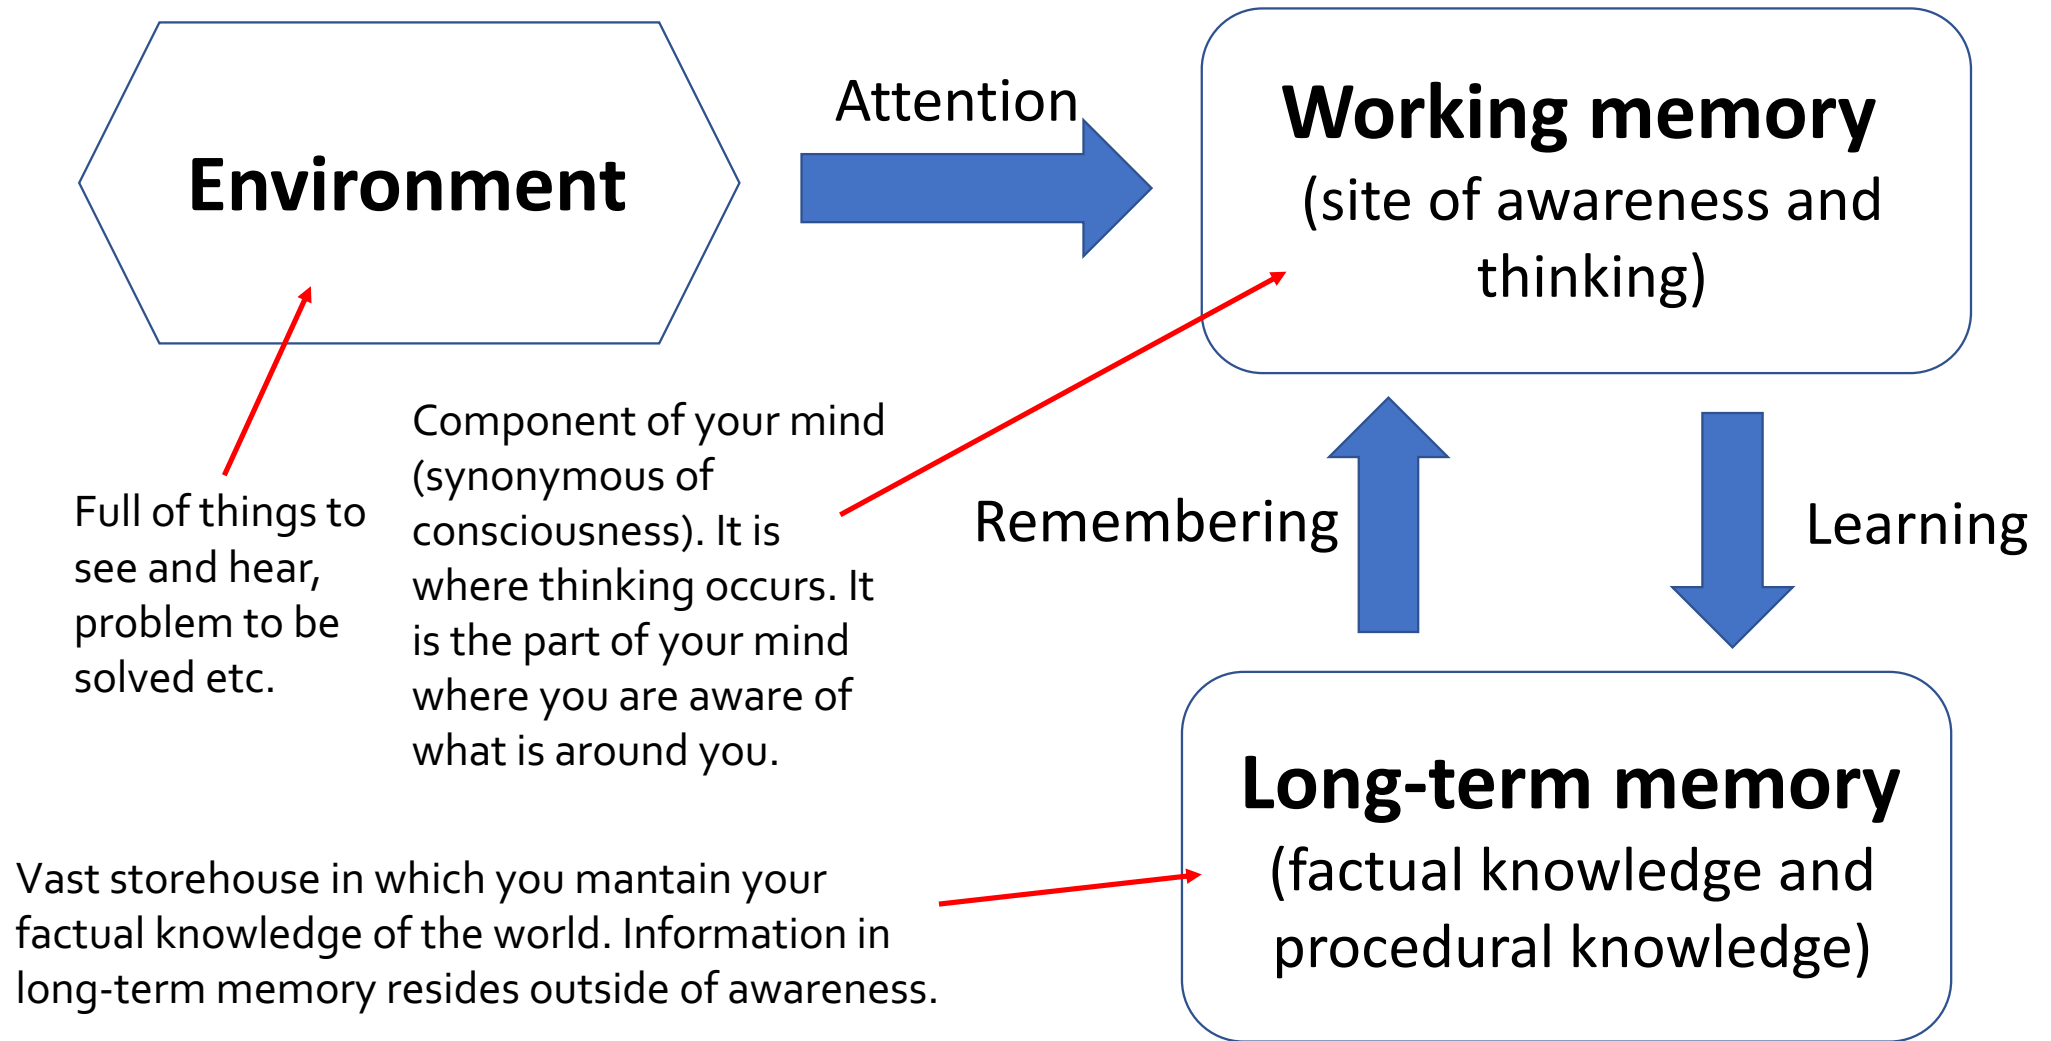 Environment
Attention
Working memory
(site of awareness and
thinking)
Full of things to
see and hear,
problem to be
solved etc.
Component of your mind
(synonymous of
consciousness). It is
where thinking occurs. It
is the part of your mind
where you are aware of
what is around you.
Remembering
Learning
Vast storehouse in which you mantain your
factual knowledge of the world. Information in
long-term memory resides outside of awareness.
Long-term memory
(factual knowledge and
procedural knowledge)